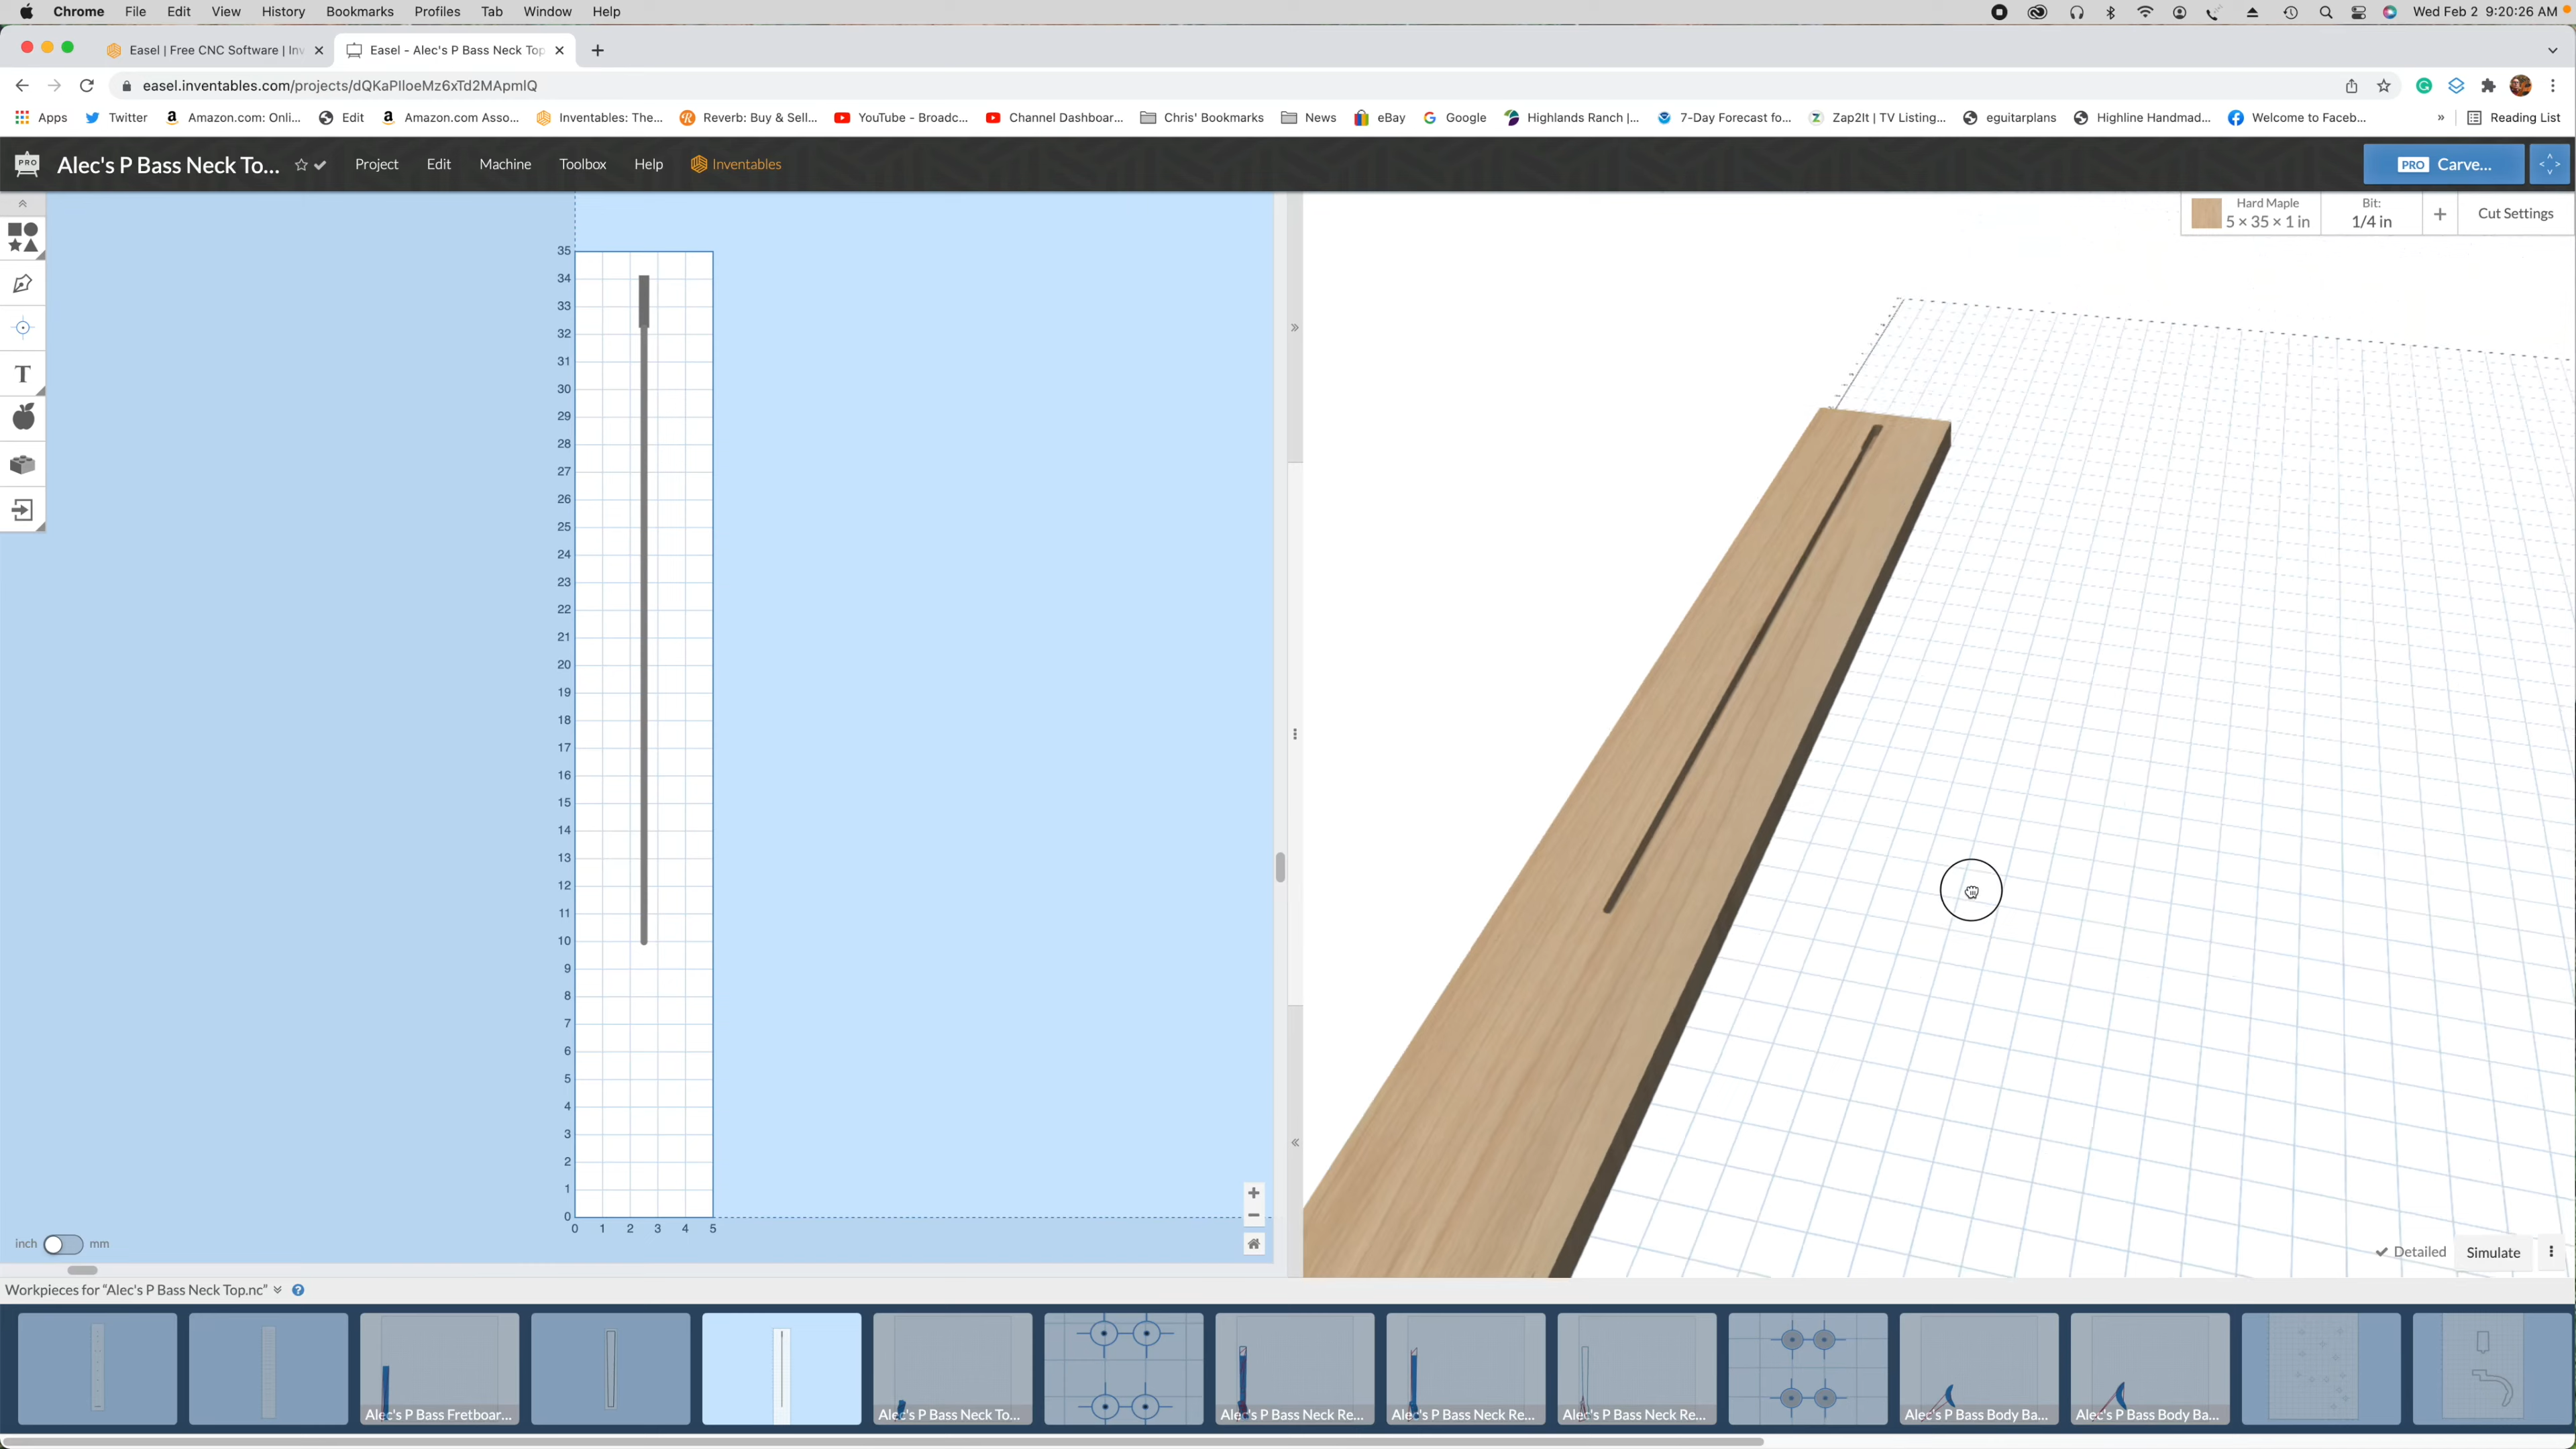 Chrome File Edit View History Bookmarks Profiles Tab Window Help Wed Feb 2 9:20:26 AM
Easel | Free CNC Software | Inv
Easel - Alec's P Bass Neck Top
easel.inventables.com/projects/dQKaPlloeMz6xTd2MApmlQ
Apps Twitter Amazon.com: Onli... Edit Amazon.com Asso... Inventables: The... Reverb: Buy & Sell... YouTube - Broadc... Channel Dashboar... Chris' Bookmarks News eBay Google Highlands Ranch |... 7-Day Forecast fo... Zap2It | TV Listing... eguitarplans Highline Handmad... Welcome to Faceb... » Reading List
PRO Alec's P Bass Neck To... Project Edit Machine Toolbox Help Inventables PRO Carve...
Hard Maple
5 × 35 × 1 in
Bit:
1/4 in
+
Cut Settings
T
35
34
33
32
31
30
29
28
27
26
25
24
23
22
21
20
19
18
17
16
15
14
13
12
11
10
9
8
7
6
5
4
3
2
1
0
0 1 2 3 4 5
inch mm
Detailed Simulate
Workpieces for "Alec's P Bass Neck Top.nc"
Alec's P Bass Fretboar...
Alec's P Bass Neck To...
Alec's P Bass Neck Re...
Alec's P Bass Neck Re...
Alec's P Bass Neck Re...
Alec's P Bass Body Ba...
Alec's P Bass Body Ba...